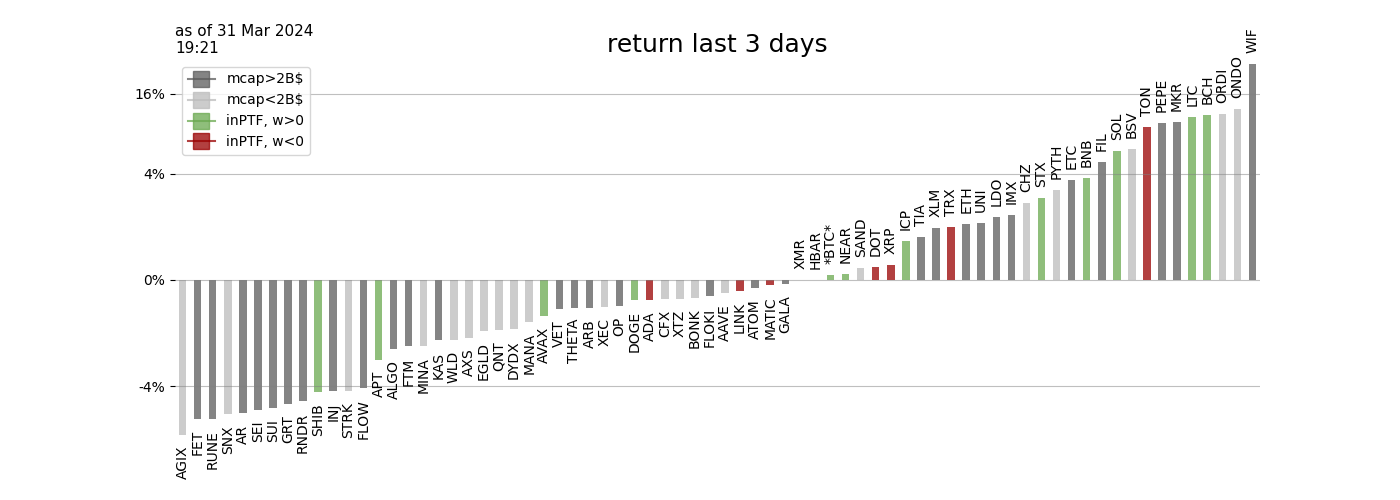 as of 31 Mar 2024
19:21
return last 3 days
mcap>2B$
mcap<2B$
inPTF, w>0
inPTF, w<0
16%
4%
0%
-4%
AGIX
FET
RUNE
SNX
AR
SEI
SUI
GRT
RNDR
SHIB
INJ
STRK
FLOW
APT
ALGO
FTM
MINA
KAS
WLD
AXS
EGLD
QNT
DYDX
MANA
AVAX
VET
THETA
ARB
XEC
OP
DOGE
ADA
CFX
XTZ
BONK
FLOKI
AAVE
LINK
ATOM
MATIC
GALA
XMR
HBAR
*BTC*
NEAR
SAND
DOT
XRP
ICP
TIA
XLM
TRX
ETH
UNI
LDO
IMX
CHZ
STX
PYTH
ETC
BNB
FIL
SOL
BSV
TON
PEPE
MKR
LTC
BCH
ORDI
ONDO
WIF